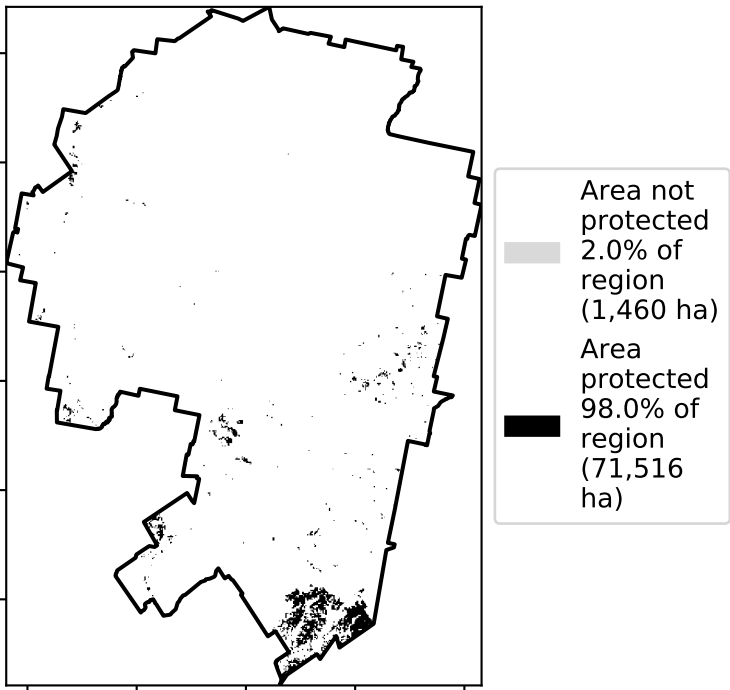 Area not
protected
2.0% of
region
(1,460 ha)
Area
protected
98.0% of
region
(71,516
ha)